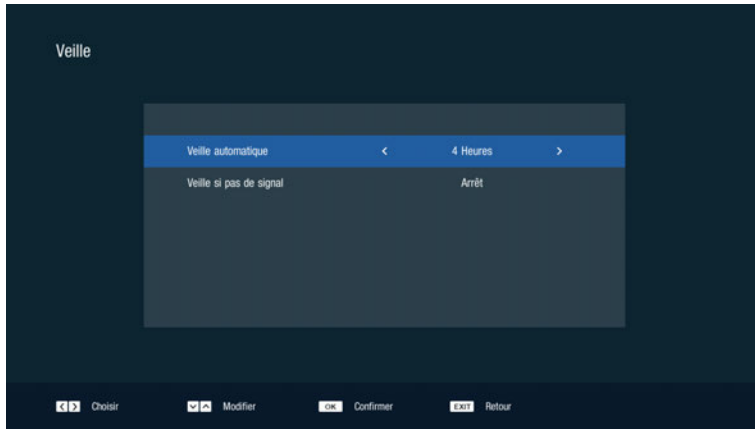 Veille
Veille automatique < 4 Heures >
Veille si pas de signal Arrêt
< > Choisir ∨ ∧ Modifier OK Confirmer EXIT Retour